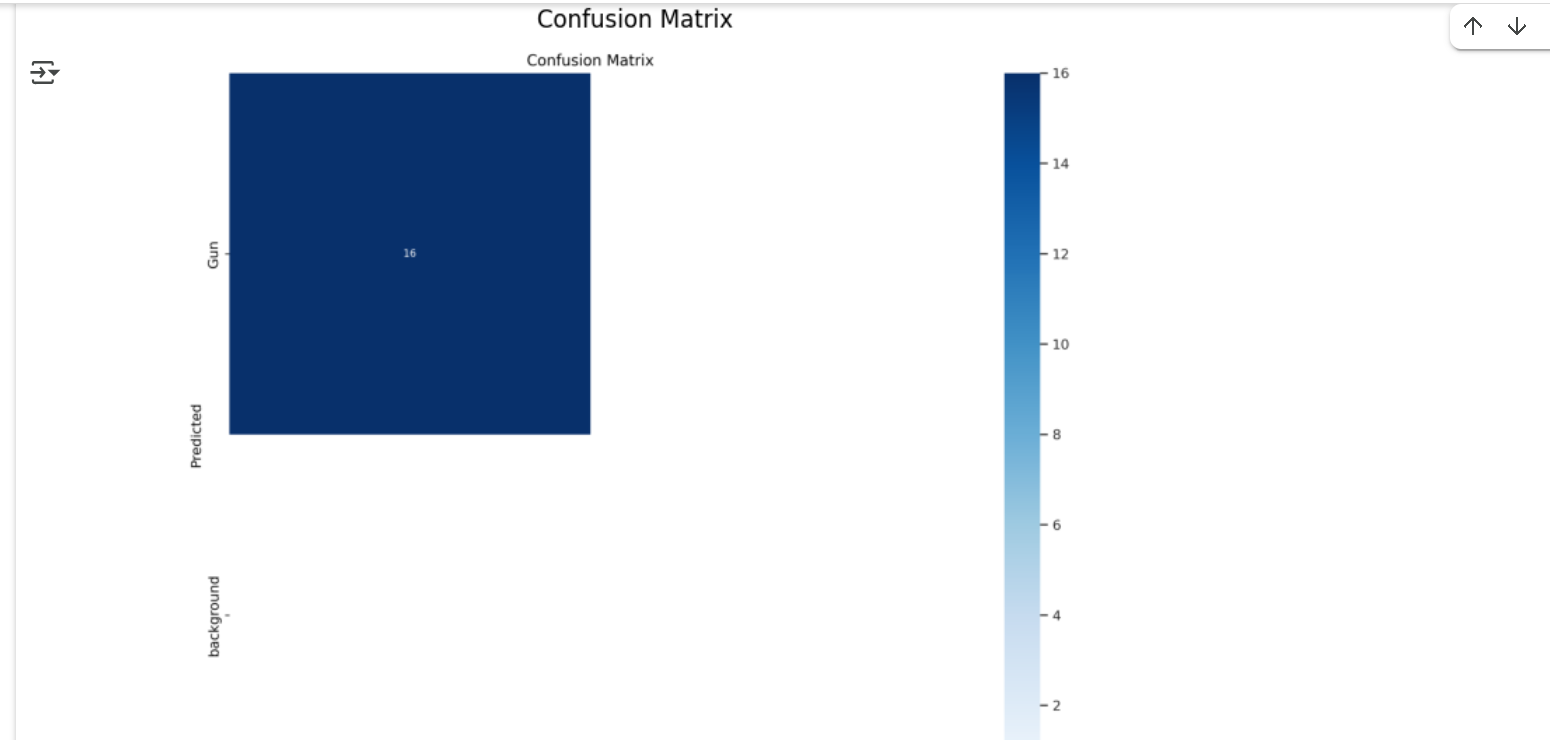 Confusion Matrix
Confusion Matrix
Gun
16
Predicted
background
16
14
12
10
8
6
4
2